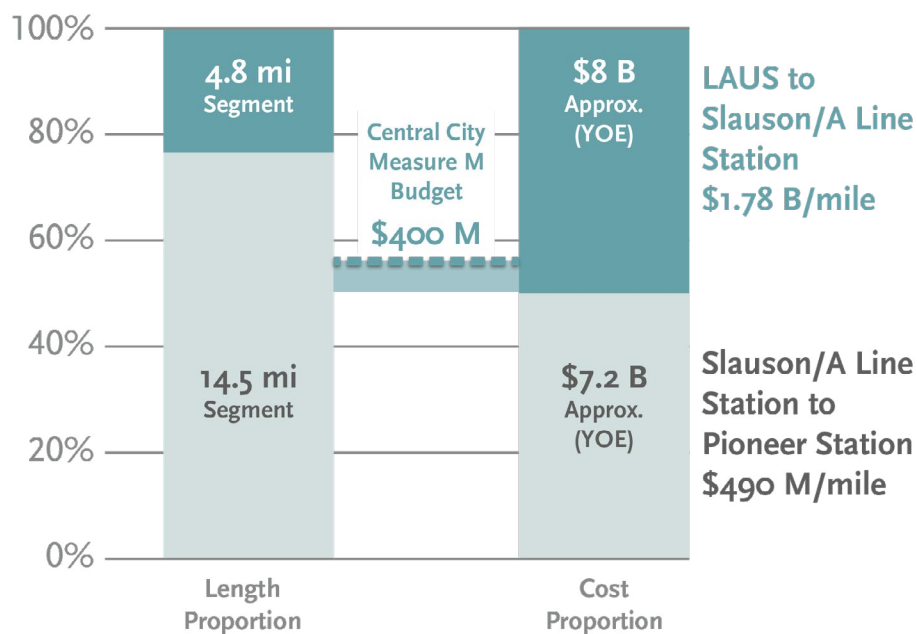 100%
80%
60%
40%
20%
0%
4.8 mi
Segment
14.5 mi
Segment
Central City
Measure M
Budget
$400 M
$8 B
Approx.
(YOE)
$7.2 B
Approx.
(YOE)
LAUS to
Slauson/A Line
Station
$1.78 B/mile
Slauson/A Line
Station to
Pioneer Station
$490 M/mile
Length
Proportion
Cost
Proportion